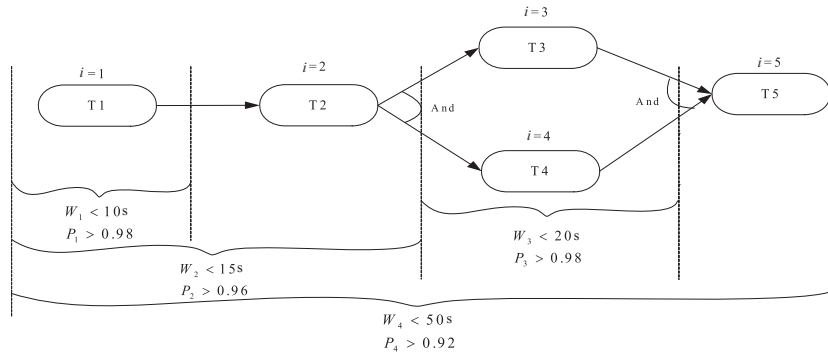 i=3
T3
i=1
i=2
i=5
T1
T2
And
And
T5
i=4
T4
W₁ < 10s
P₁ > 0.98
W₃ < 20s
P₃ > 0.98
W₂ < 15s
P₂ > 0.96
W₄ < 50s
P₄ > 0.92